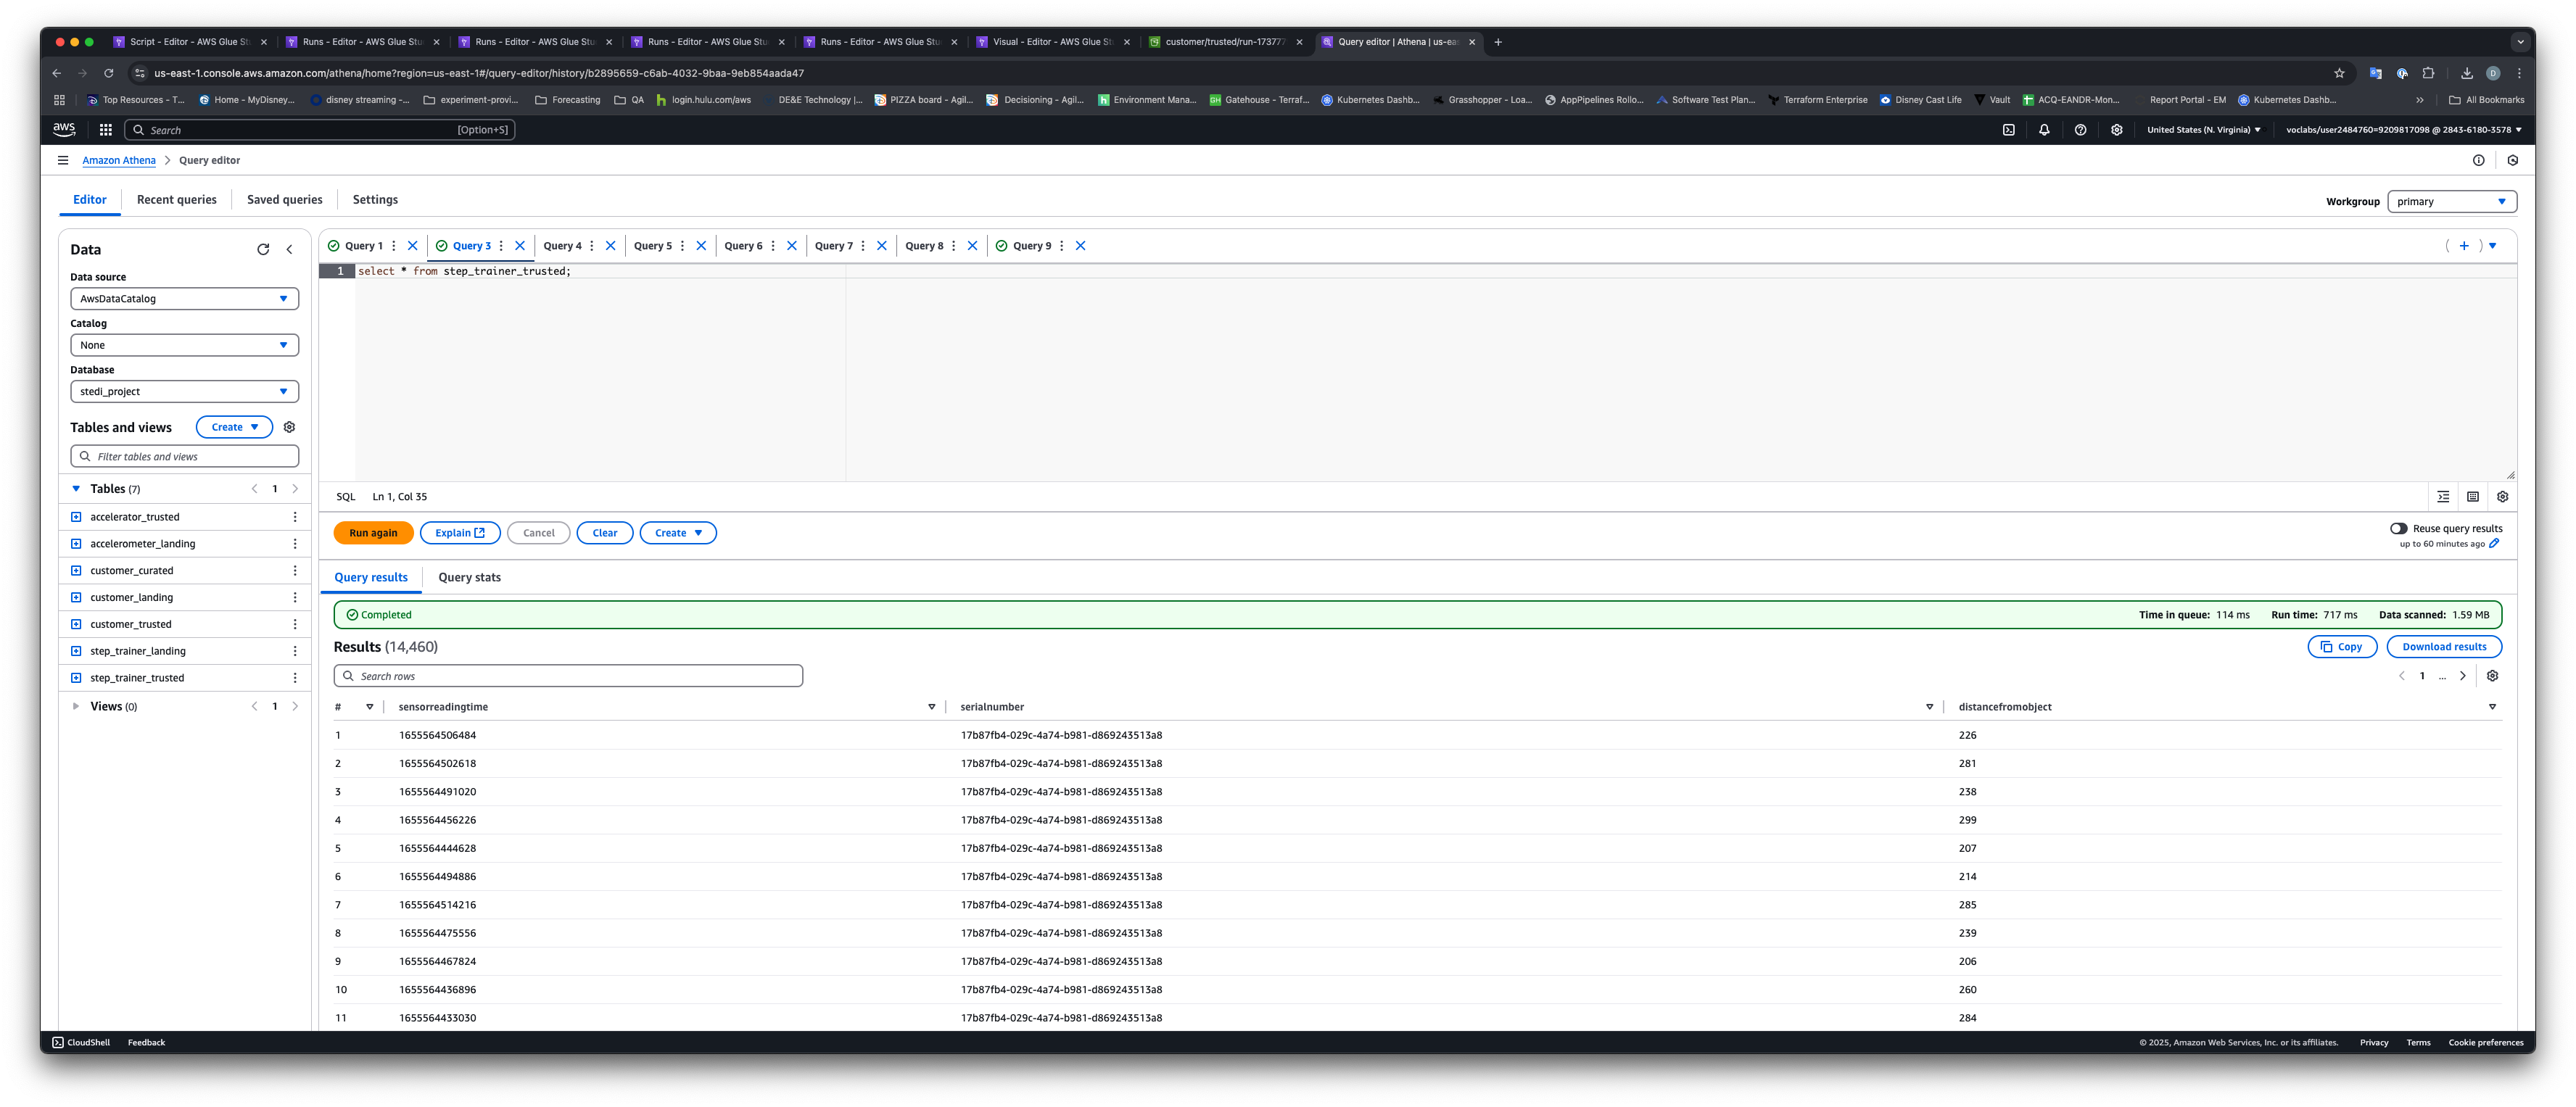 Script - Editor - AWS Glue Stu
Runs - Editor - AWS Glue Stu
Runs - Editor - AWS Glue Stu
Runs - Editor - AWS Glue Stu
Runs - Editor - AWS Glue Stu
Visual - Editor - AWS Glue St
customer/trusted/run-173777
Query editor | Athena | us-eas
us-east-1.console.aws.amazon.com/athena/home?region=us-east-1#/query-editor/history/b2895659-c6ab-4032-9baa-9eb854aada47
Top Resources - T...
Home - MyDisney...
disney streaming -...
experiment-provi...
Forecasting
QA
login.hulu.com/aws
DE&E Technology |...
PIZZA board - Agil...
Decisioning - Agil...
Environment Mana...
Gatehouse - Terraf...
Kubernetes Dashb...
Grasshopper - Loa...
AppPipelines Rollo...
Software Test Plan...
Terraform Enterprise
Disney Cast Life
Vault
ACQ-EANDR-Mon...
Report Portal - EM
Kubernetes Dashb...
All Bookmarks
aws
Search
[Option+S]
United States (N. Virginia)
voclabs/user2484760=9209817098 @ 2843-6180-3578
Amazon Athena > Query editor
Editor
Recent queries
Saved queries
Settings
Workgroup
primary
Data
Data source
AwsDataCatalog
Catalog
None
Database
stedi_project
Tables and views
Create
Filter tables and views
Tables (7)
< 1 >
accelerator_trusted
accelerometer_landing
customer_curated
customer_landing
customer_trusted
step_trainer_landing
step_trainer_trusted
Views (0)
< 1 >
Query 1
Query 3
Query 4
Query 5
Query 6
Query 7
Query 8
Query 9
1 select * from step_trainer_trusted;
SQL Ln 1, Col 35
Run again
Explain
Cancel
Clear
Create
Reuse query results
up to 60 minutes ago
Query results
Query stats
Completed
Time in queue: 114 ms
Run time: 717 ms
Data scanned: 1.59 MB
Results (14,460)
Copy
Download results
Search rows
< 1 ... >
# sensorreadingtime serialnumber distancefromobject
1 1655564506484 17b87fb4-029c-4a74-b981-d869243513a8 226
2 1655564502618 17b87fb4-029c-4a74-b981-d869243513a8 281
3 1655564491020 17b87fb4-029c-4a74-b981-d869243513a8 238
4 1655564456226 17b87fb4-029c-4a74-b981-d869243513a8 299
5 1655564444628 17b87fb4-029c-4a74-b981-d869243513a8 207
6 1655564494886 17b87fb4-029c-4a74-b981-d869243513a8 214
7 1655564514216 17b87fb4-029c-4a74-b981-d869243513a8 285
8 1655564475556 17b87fb4-029c-4a74-b981-d869243513a8 239
9 1655564467824 17b87fb4-029c-4a74-b981-d869243513a8 206
10 1655564436896 17b87fb4-029c-4a74-b981-d869243513a8 260
11 1655564433030 17b87fb4-029c-4a74-b981-d869243513a8 284
CloudShell
Feedback
© 2025, Amazon Web Services, Inc. or its affiliates.
Privacy
Terms
Cookie preferences